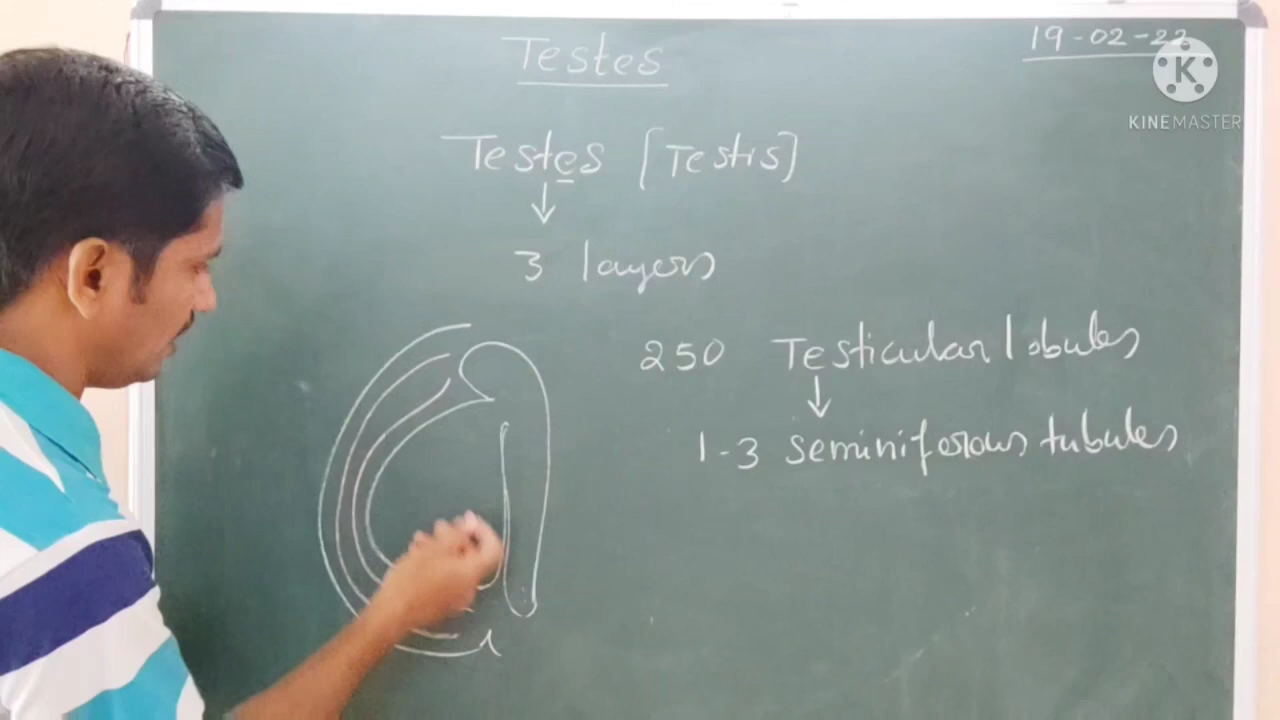 Testes
19-02-22
K
KINEMASTER
Testes [Testis]
↓
3 layers
250 Testicular lobules
↓
1-3 seminiferous tubules